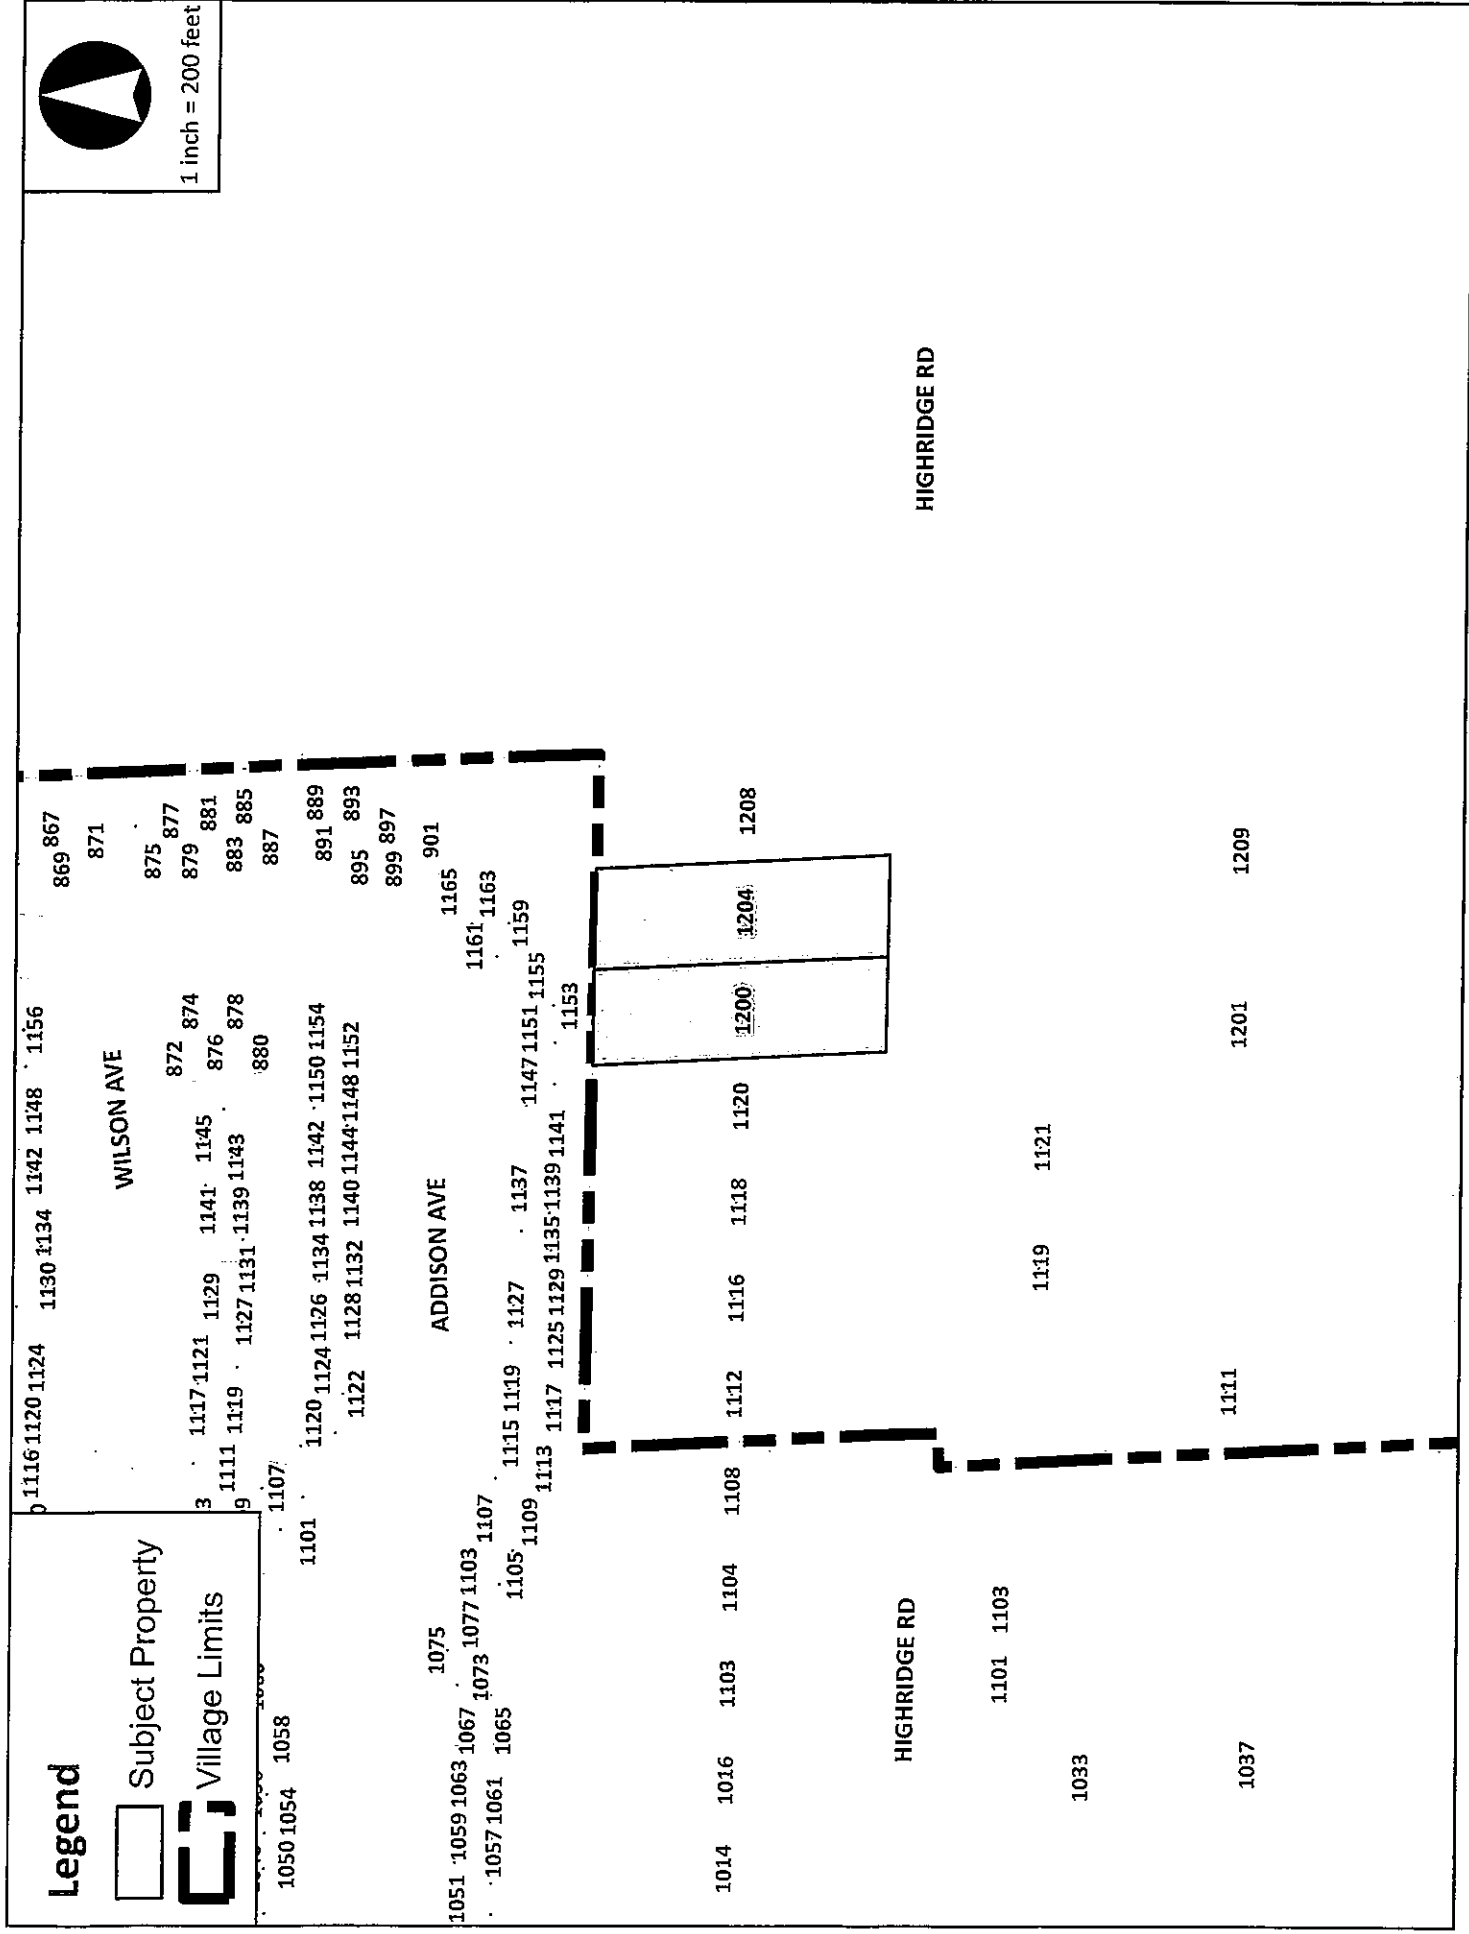 Legend
Subject Property
Village Limits
1 inch = 200 feet
1116 1120 1124 1130 1134 1142 1148 1156
869 867
871
WILSON AVE
875 877
872 874 879 881
1117 1121 1129 1141 1145 876
1111 1119 1127 1131 1139 1143 878 883 885
880 887
1107
1050 1054 1058
1101 1120 1124 1126 1134 1138 1142 1150 1154 891 889
1122 1128 1132 1140 1144 1148 1152 895 893
899 897
ADDISON AVE
901
1075
1051 1059 1063 1067 1077 1103 1165
1073 1107 1161 1163
1057 1061 1065 1105 1115 1119 1127 1137 1159
1109 1113 1147 1151 1155
1117 1125 1129 1135 1139 1141 1153
1014 1016 1103 1104 1108 1112 1116 1118 1120 1200 1204 1208
HIGHRIDGE RD
HIGHRIDGE RD
1101 1103
1119 1121
1033
1111
1037 1201 1209